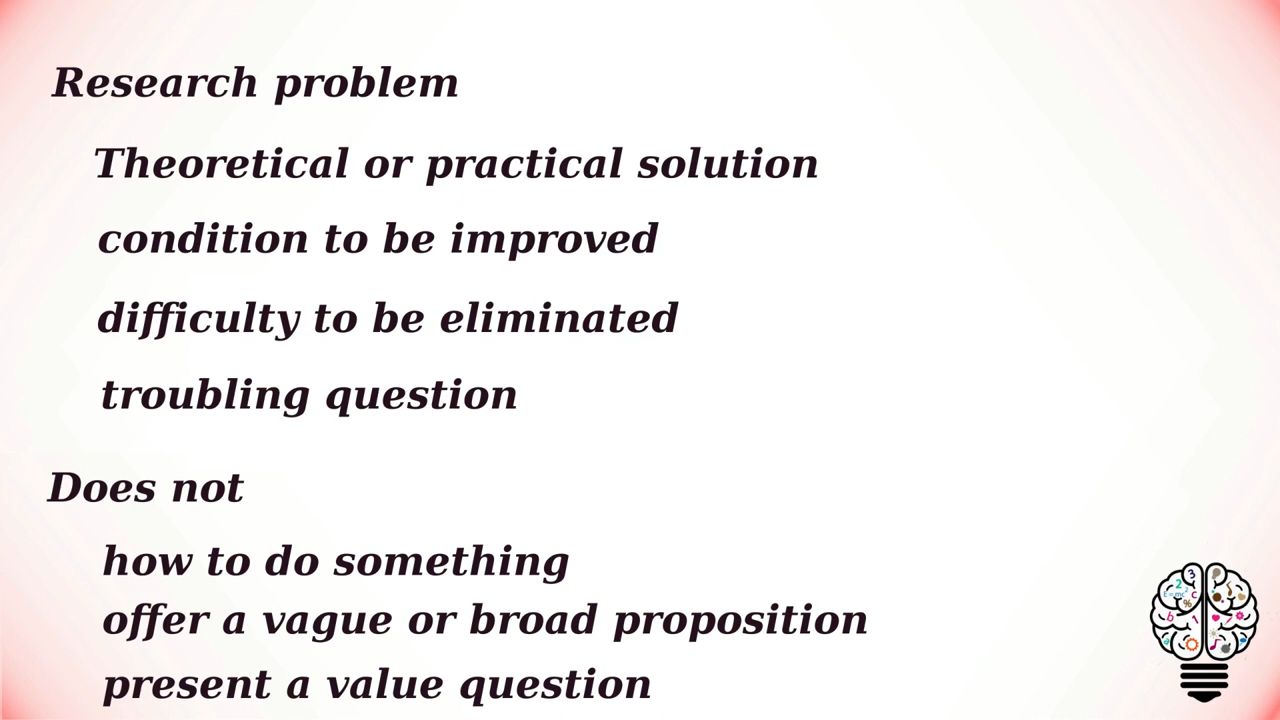 Research problem
Theoretical or practical solution
condition to be improved
difficulty to be eliminated
troubling question
Does not
how to do something
offer a vague or broad proposition
present a value question